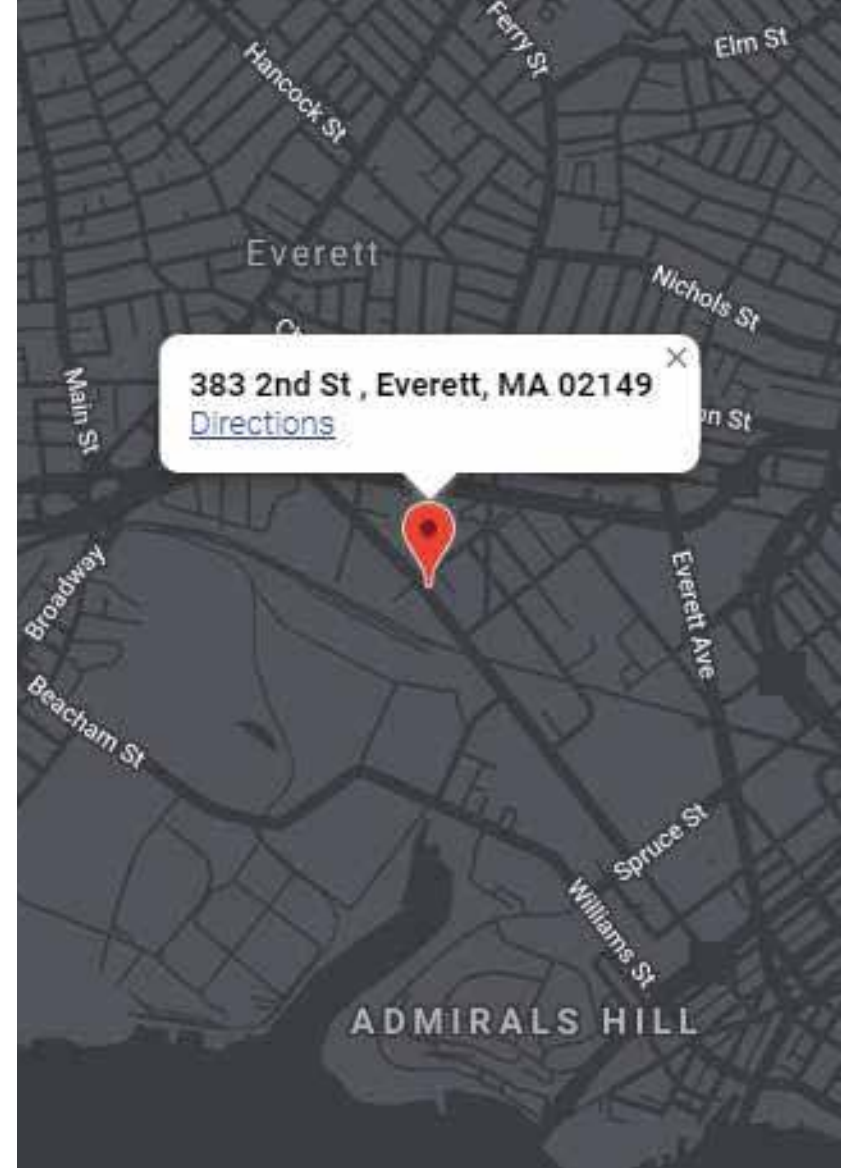 Ferry St
Elm St
Hancock St
Everett
Nichols St
383 2nd St , Everett, MA 02149
Directions
Main St
St
Everett Ave
Broadway
Beacham St
Spruce St
Williams St
ADMIRALS HILL